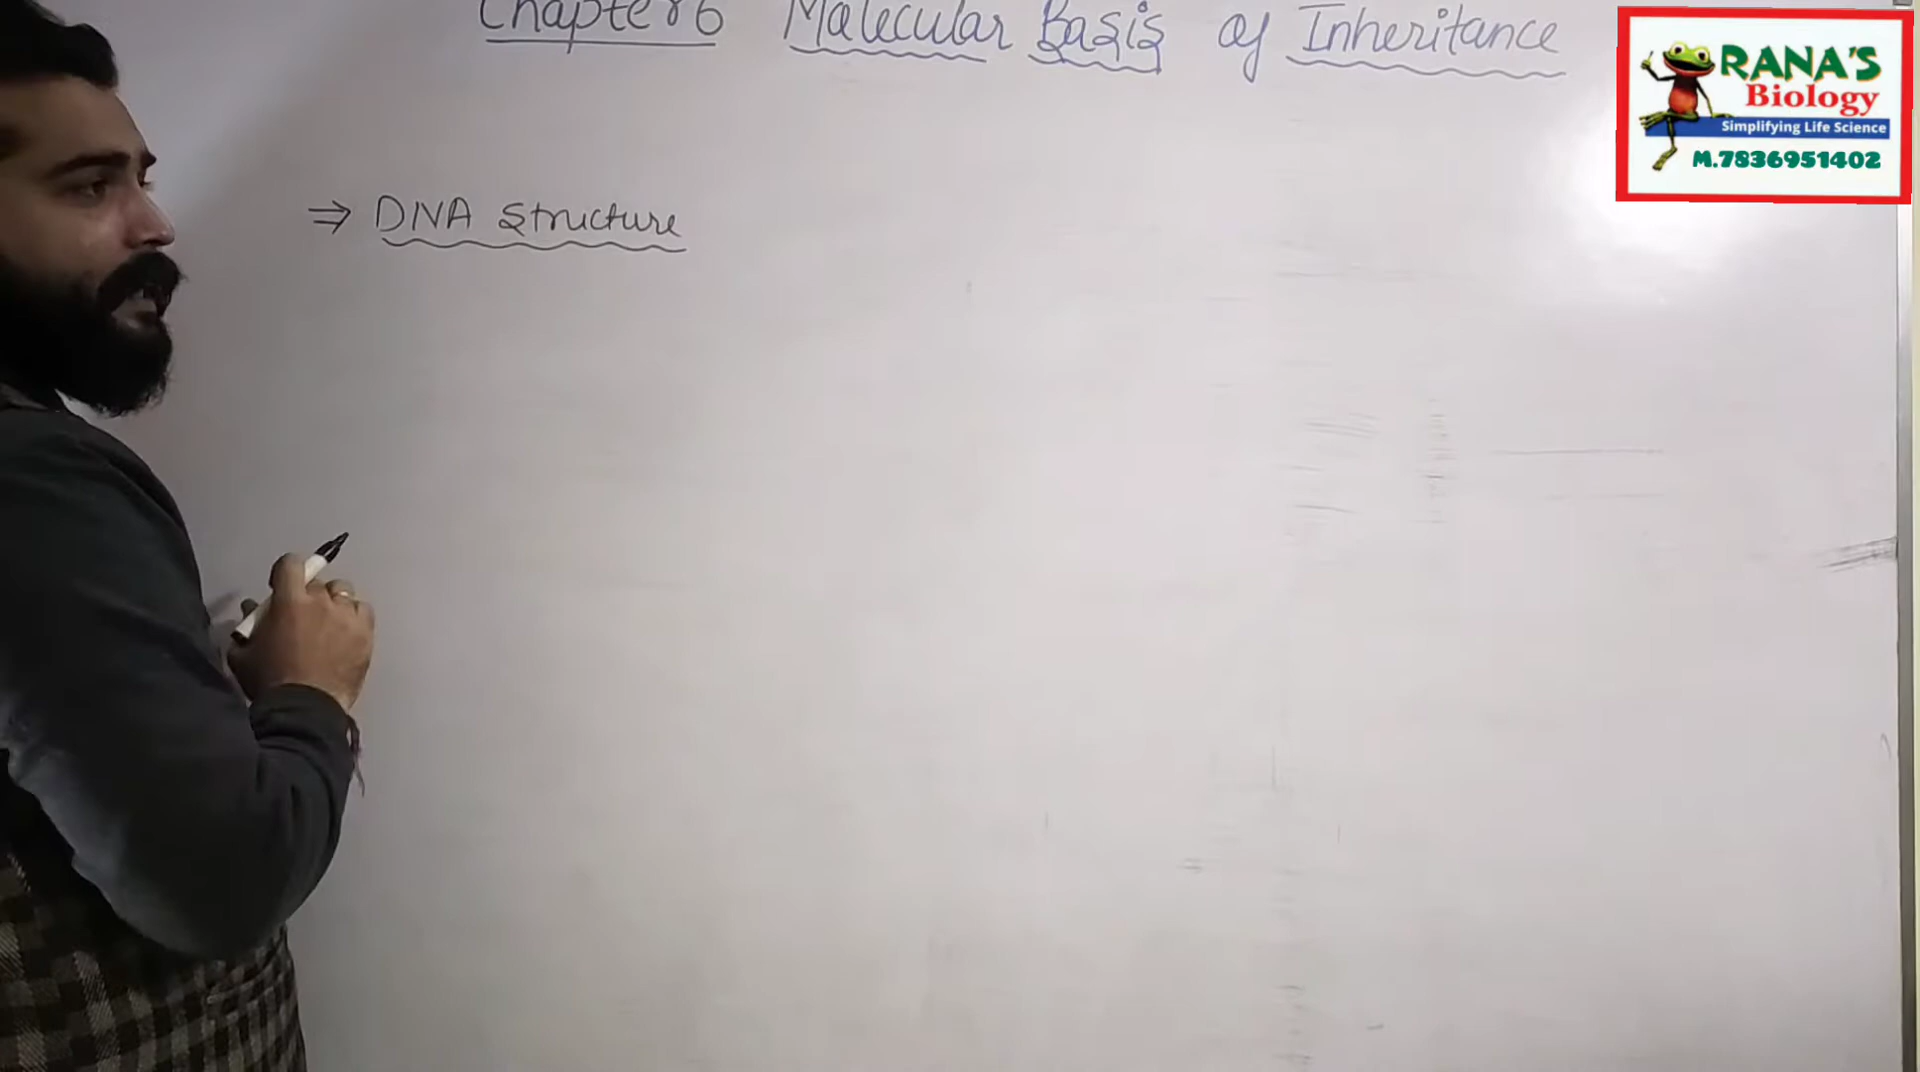 Chapter 6 Molecular Basis of Inheritance
RANA'S
Biology
Simplifying Life Science
M.7836951402
⇒ DNA Structure